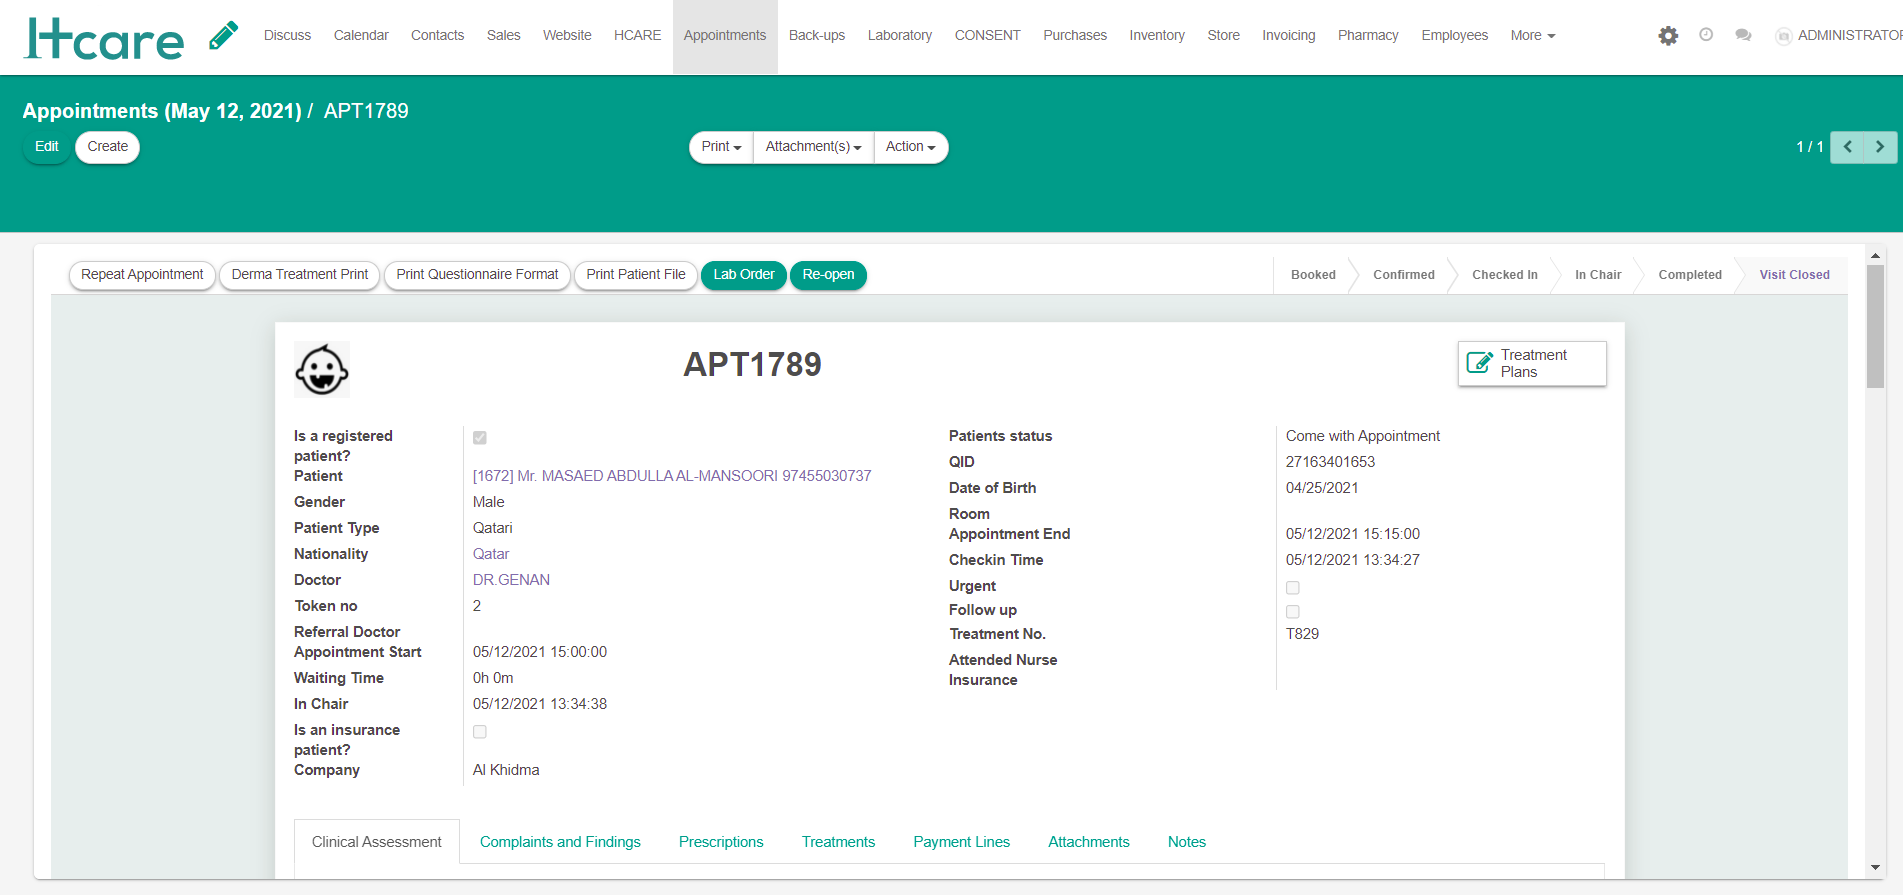 Htcare
Discuss Calendar Contacts Sales Website HCARE Appointments Back-ups Laboratory CONSENT Purchases Inventory Store Invoicing Pharmacy Employees More ADMINISTRATOR
Appointments (May 12, 2021) / APT1789
Edit Create Print Attachment(s) Action 1 / 1
Repeat Appointment Derma Treatment Print Print Questionnaire Format Print Patient File Lab Order Re-open Booked Confirmed Checked In In Chair Completed Visit Closed
APT1789
Treatment
Plans
Is a registered
patient?
Patient [1672] Mr. MASAED ABDULLA AL-MANSOORI 97455030737
Gender Male
Patient Type Qatari
Nationality Qatar
Doctor DR.GENAN
Token no 2
Referral Doctor
Appointment Start 05/12/2021 15:00:00
Waiting Time 0h 0m
In Chair 05/12/2021 13:34:38
Is an insurance
patient?
Company Al Khidma
Patients status Come with Appointment
QID 27163401653
Date of Birth 04/25/2021
Room
Appointment End 05/12/2021 15:15:00
Checkin Time 05/12/2021 13:34:27
Urgent
Follow up
Treatment No. T829
Attended Nurse
Insurance
Clinical Assessment Complaints and Findings Prescriptions Treatments Payment Lines Attachments Notes